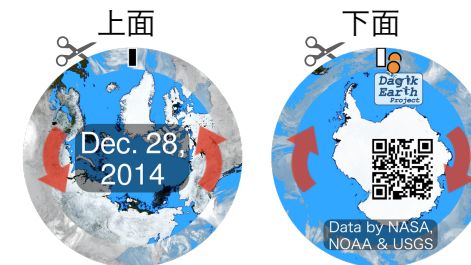 上面
下面
Dec. 28,
2014
Dagik
Earth
Project
Data by NASA,
NOAA & USGS